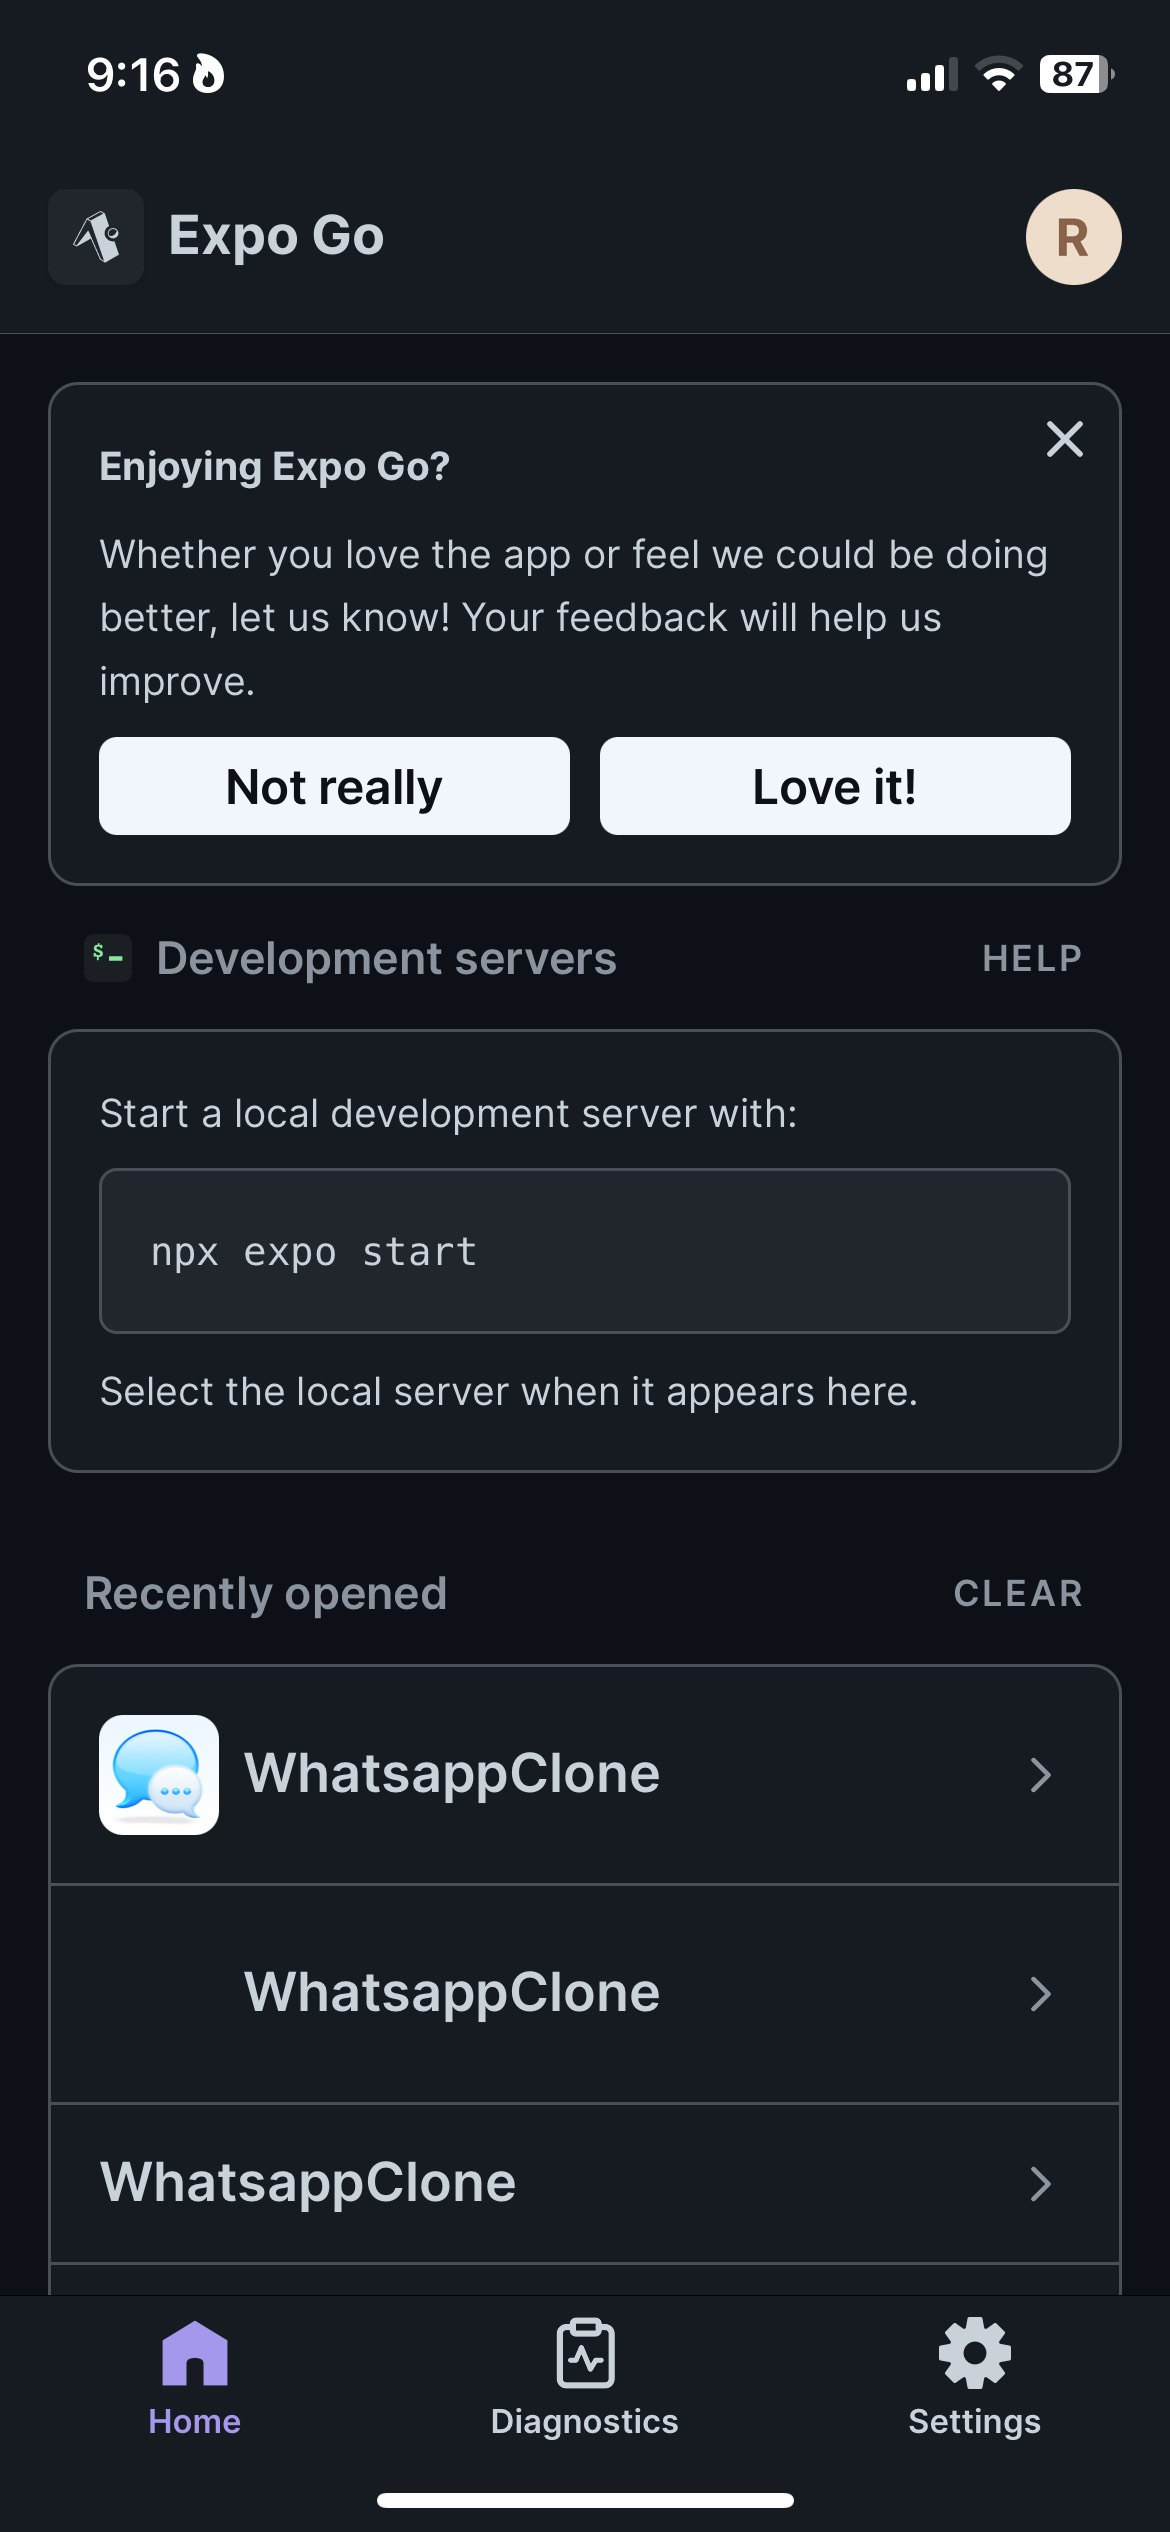 9:16
87
Expo Go
R
Enjoying Expo Go?
Whether you love the app or feel we could be doing
better, let us know! Your feedback will help us
improve.
Not really
Love it!
$
Development servers
HELP
Start a local development server with:
npx expo start
Select the local server when it appears here.
Recently opened
CLEAR
WhatsappClone
WhatsappClone
WhatsappClone
Home
Diagnostics
Settings